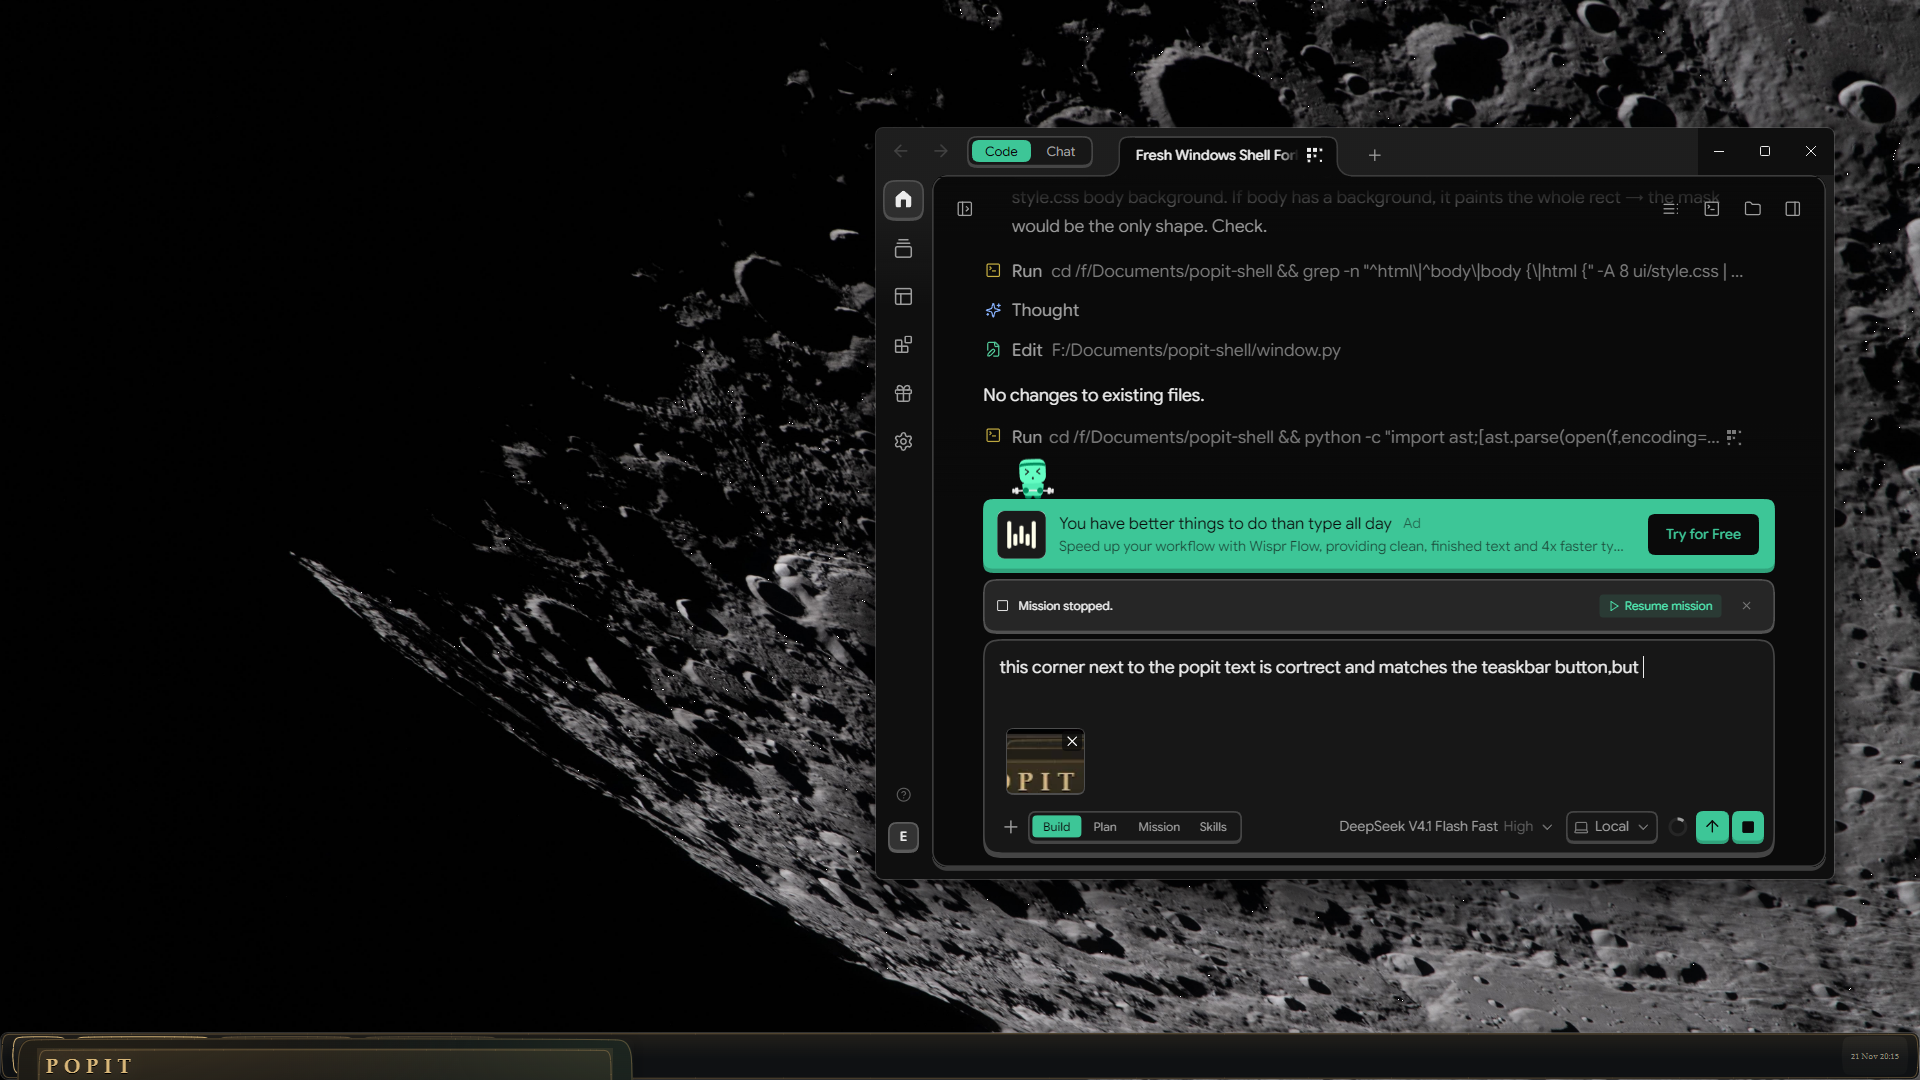 Code
Chat
Fresh Windows Shell For
style.css body background. If body has a background, it paints the whole rect → the mask
would be the only shape. Check.
Run cd /f/Documents/popit-shell && grep -n "^html\|^body\|body {\|html {" -A 8 ui/style.css | ...
Thought
Edit F:/Documents/popit-shell/window.py
No changes to existing files.
Run cd /f/Documents/popit-shell && python -c "import ast;[ast.parse(open(f,encoding=...
You have better things to do than type all day Ad
Speed up your workflow with Wispr Flow, providing clean, finished text and 4x faster ty...
Try for Free
Mission stopped.
Resume mission
this corner next to the popit text is cortrect and matches the teaskbar button,but
OPIT
E
Build
Plan
Mission
Skills
DeepSeek V4.1 Flash Fast High
Local
POPIT
21 Nov 20:15